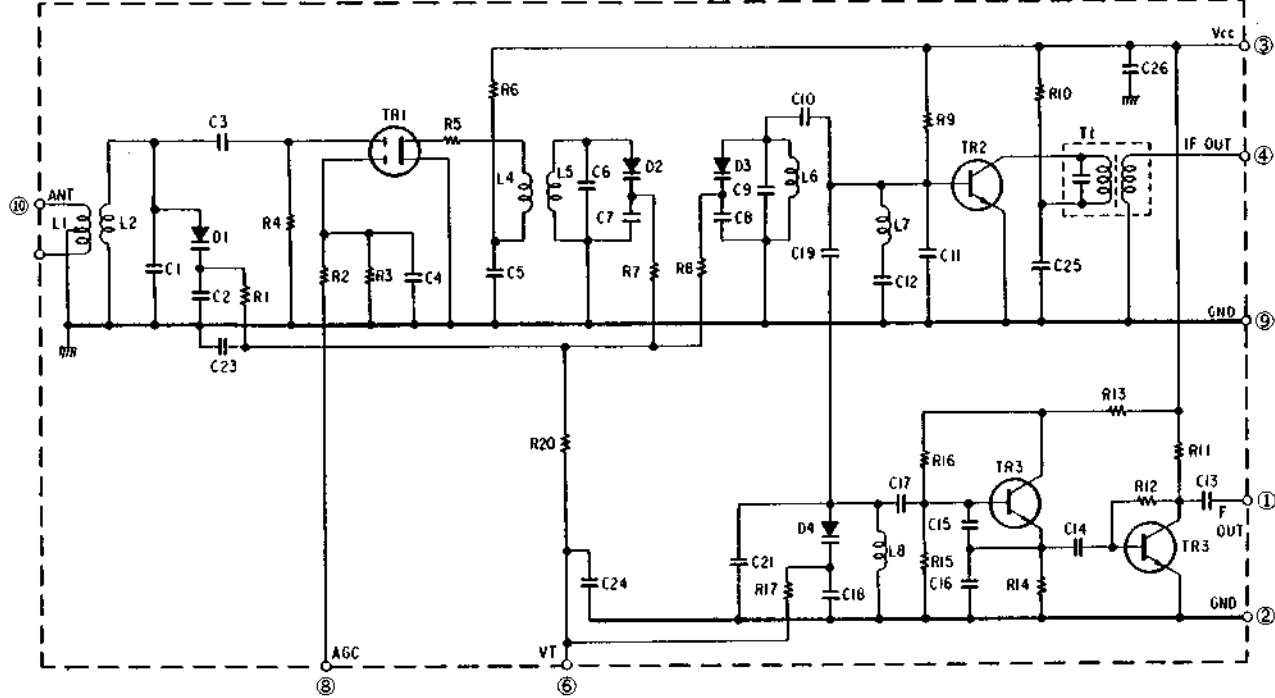 Vcc ③
C26
R6
R10
C10
C3
TR1
R5
R9
TR2
Tt
IF OUT ④
D2
D3
L5
C6
C9
L6
L4
⑩ ANT
L1
L2
C7
C8
L7
D1
R4
C1
R2
R3
C4
C5
R7
R8
C19
C12
C11
C25
C2
R1
GND
⑨
C23
R13
R20
R16
TR3
R11
C17
R12
C13
①
F
OUT
D4
C15
C14
TR3
L8
C21
R15
C24
R17
C18
C16
R14
GND
②
AGC
VT
⑧
⑥